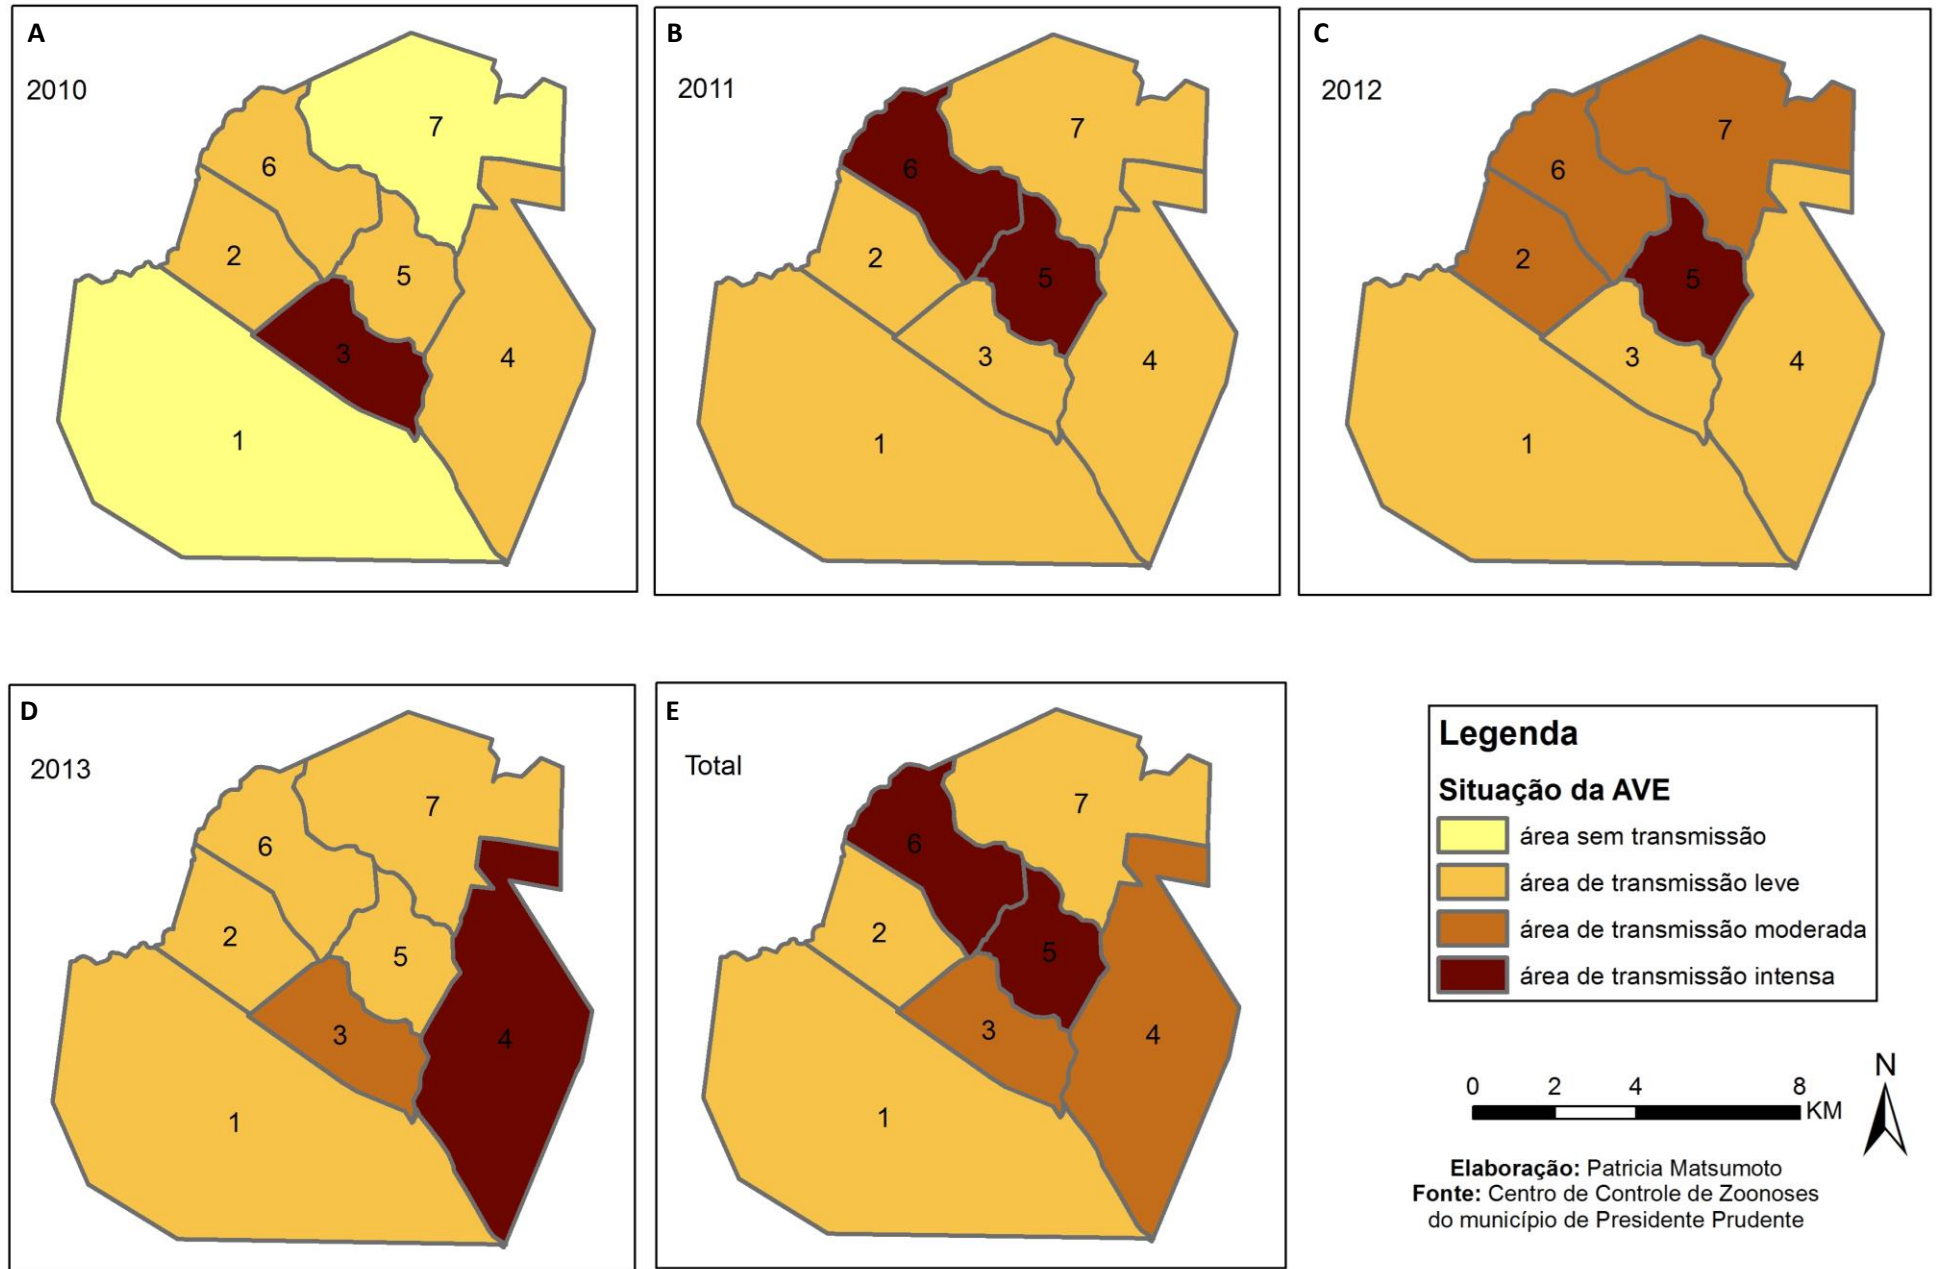 A
2010
7
6
2
5
3
4
1
B
2011
7
6
2
5
3
4
1
C
2012
7
6
2
5
3
4
1
D
2013
7
6
2
5
3
4
1
E
Total
7
6
2
5
3
4
1
Legenda
Situação da AVE
área sem transmissão
área de transmissão leve
área de transmissão moderada
área de transmissão intensa
0 2 4 8
KM
N
Elaboração: Patricia Matsumoto
Fonte: Centro de Controle de Zoonoses
do município de Presidente Prudente